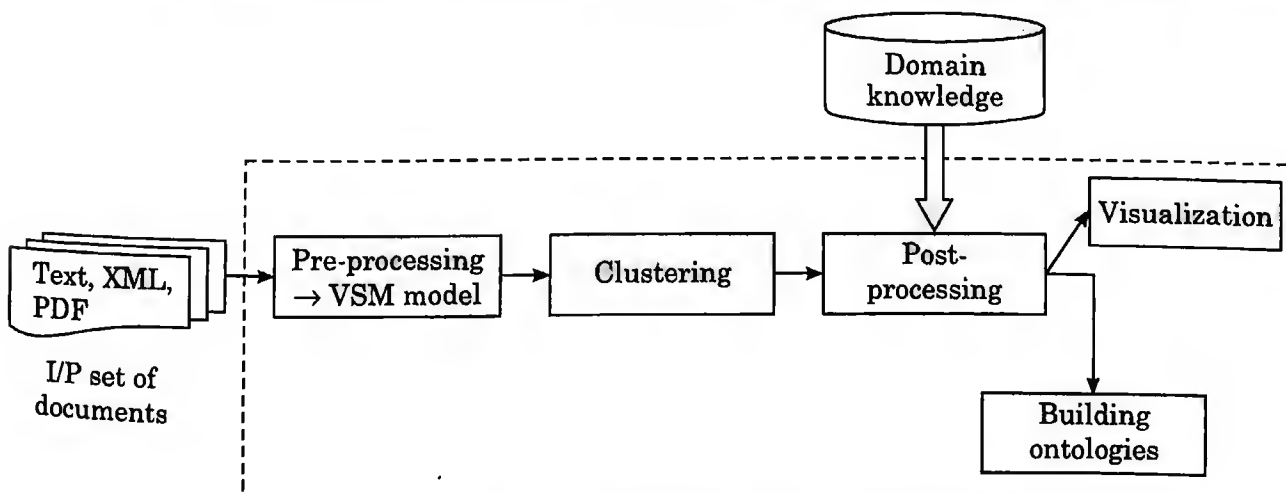 Domain
knowledge
Visualization
Text, XML,
PDF
Pre-processing
→ VSM model
Clustering
Post-
processing
I/P set of
documents
Building
ontologies